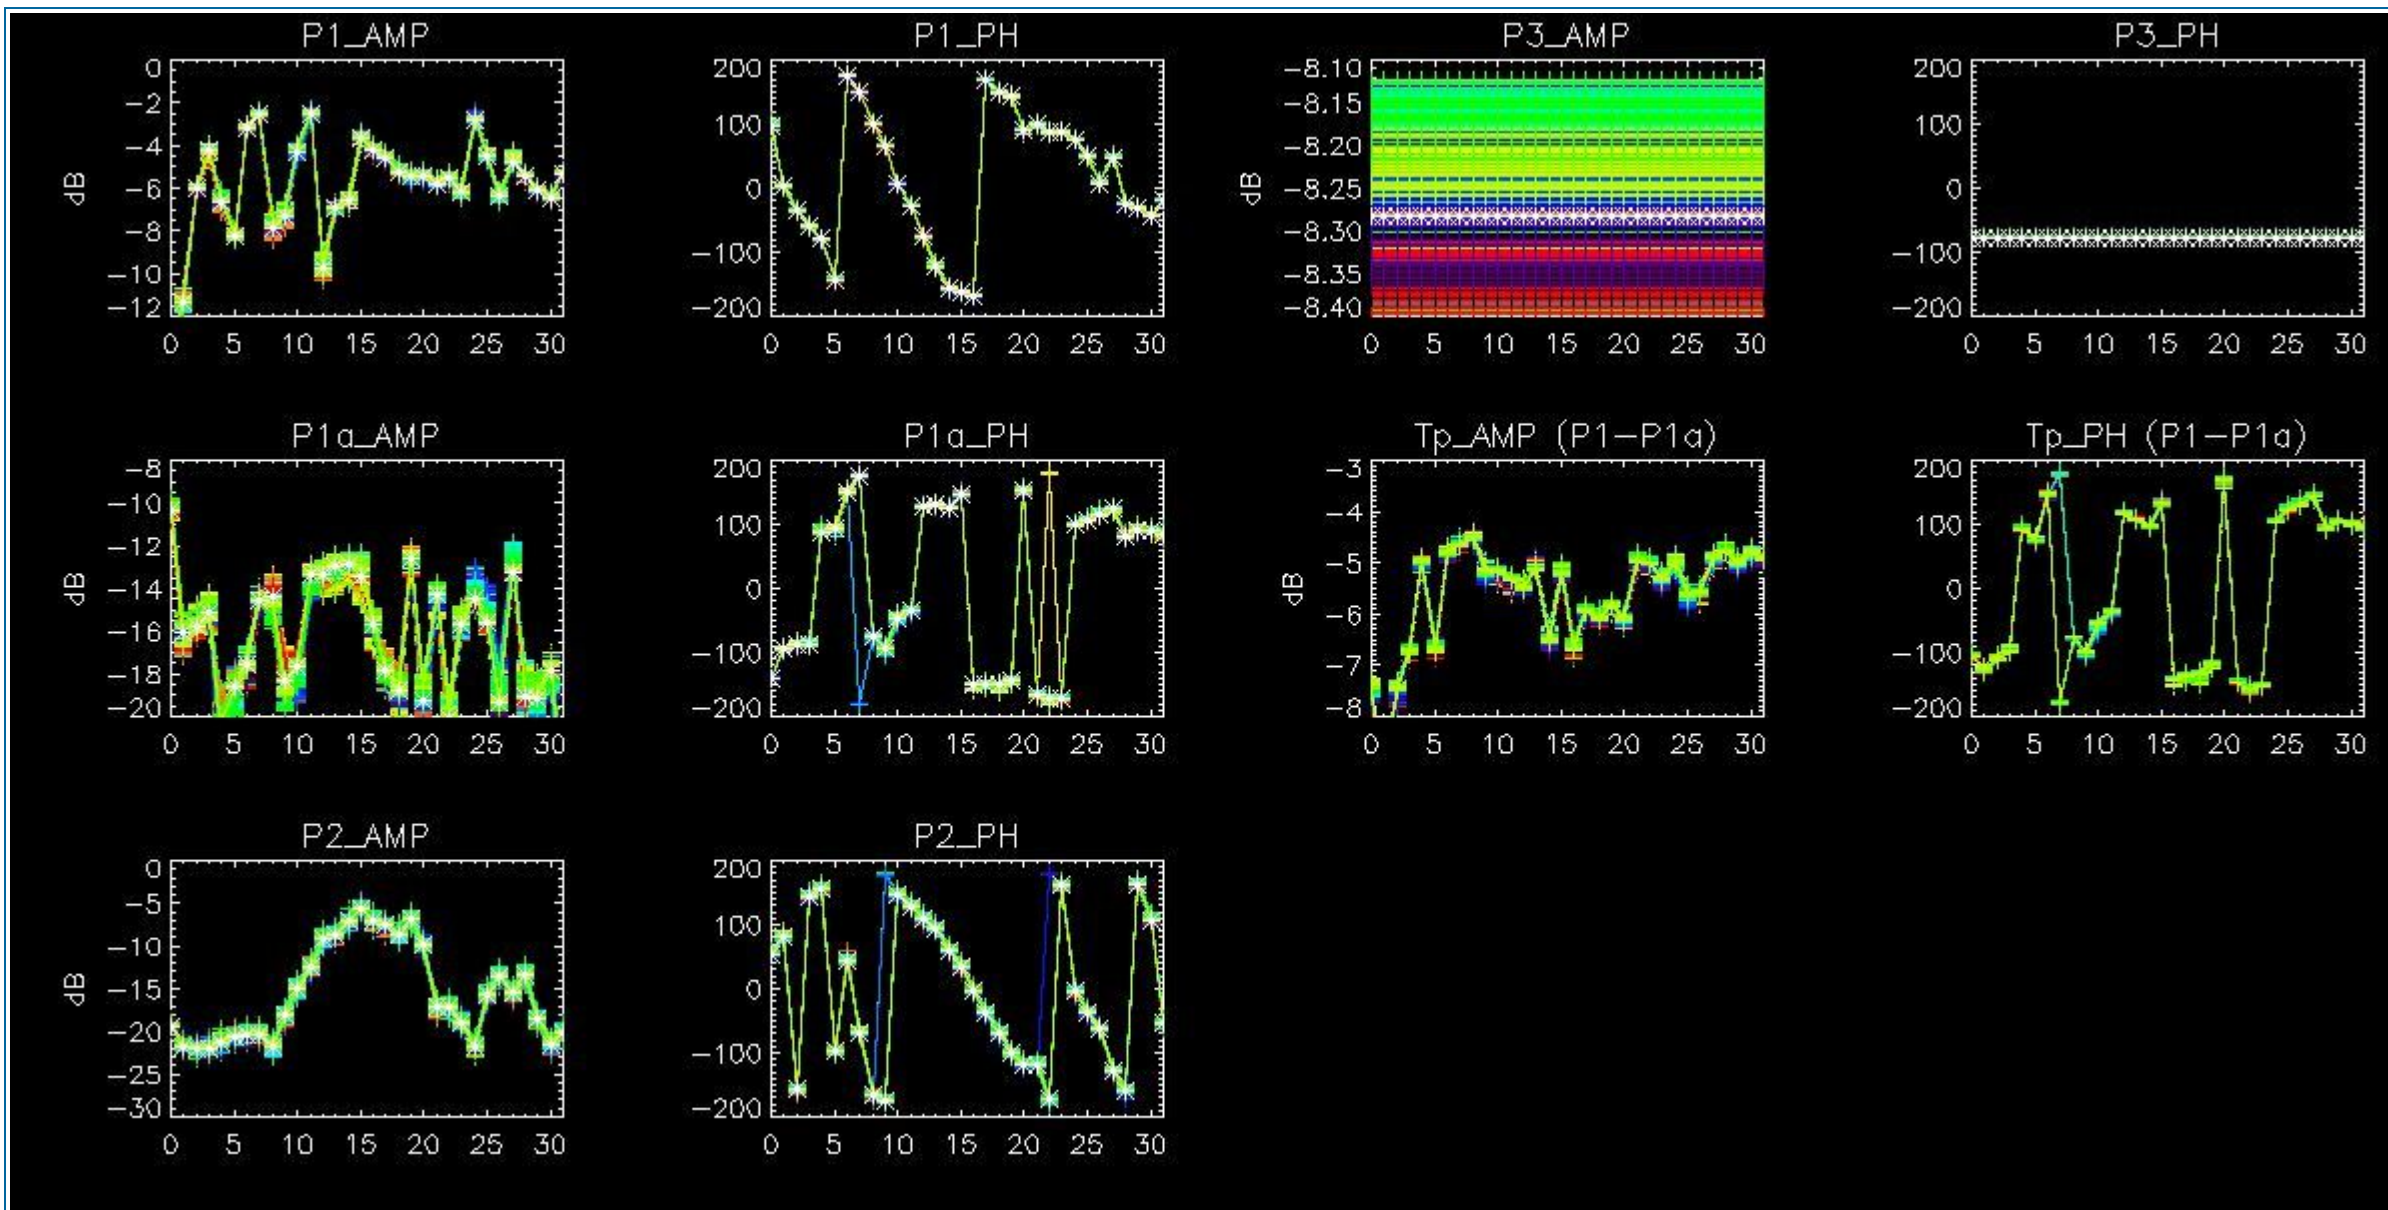 P1_AMP
0
−2
−4
−6
−8
−10
−12
dB
0 5 10 15 20 25 30
P1_PH
200
100
0
−100
−200
0 5 10 15 20 25 30
P3_AMP
−8.10
−8.15
−8.20
−8.25
−8.30
−8.35
−8.40
dB
0 5 10 15 20 25 30
P3_PH
200
100
0
−100
−200
0 5 10 15 20 25 30
P1a_AMP
−8
−10
−12
−14
−16
−18
−20
dB
0 5 10 15 20 25 30
P1a_PH
200
100
0
−100
−200
0 5 10 15 20 25 30
Tp_AMP (P1−P1a)
−3
−4
−5
−6
−7
−8
dB
0 5 10 15 20 25 30
Tp_PH (P1−P1a)
200
100
0
−100
−200
0 5 10 15 20 25 30
P2_AMP
0
−5
−10
−15
−20
−25
−30
dB
0 5 10 15 20 25 30
P2_PH
200
100
0
−100
−200
0 5 10 15 20 25 30